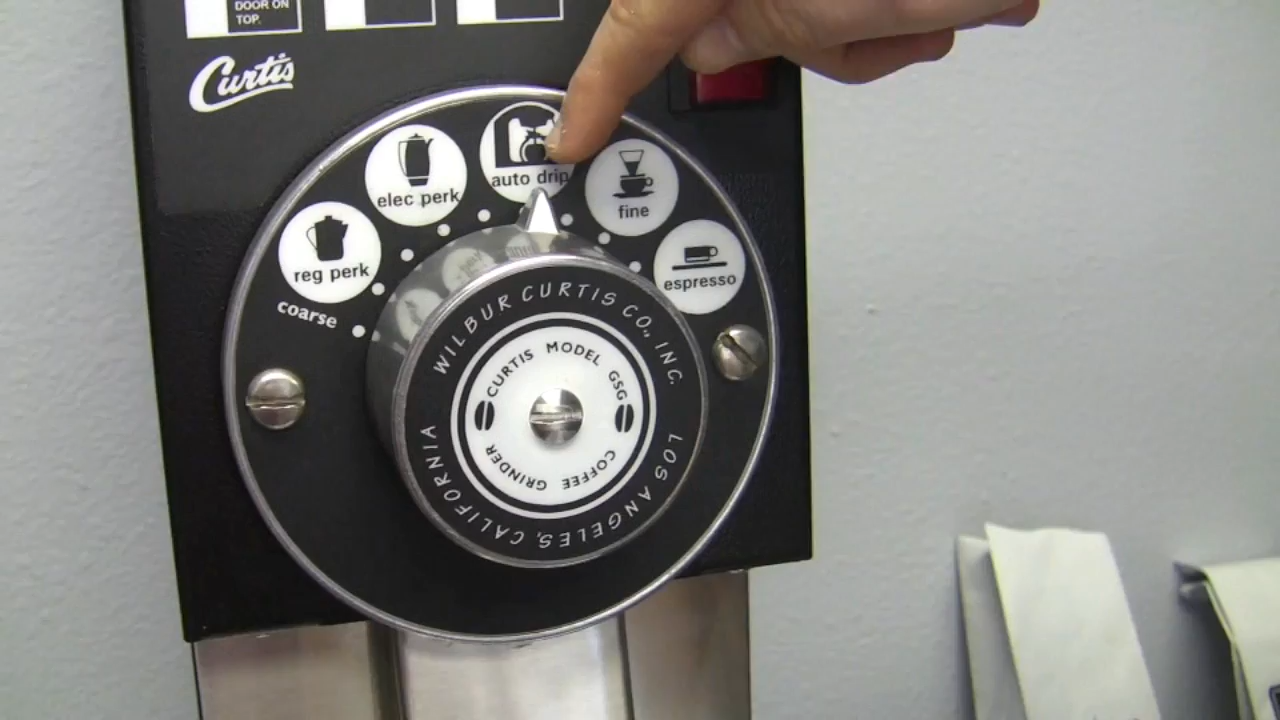 DOOR ON
TOP.
Curtis
reg perk
elec perk
auto drip
fine
espresso
coarse
WILBUR CURTIS CO., INC.
LOS ANGELES, CALIFORNIA
CURTIS MODEL GSG
COFFEE GRINDER